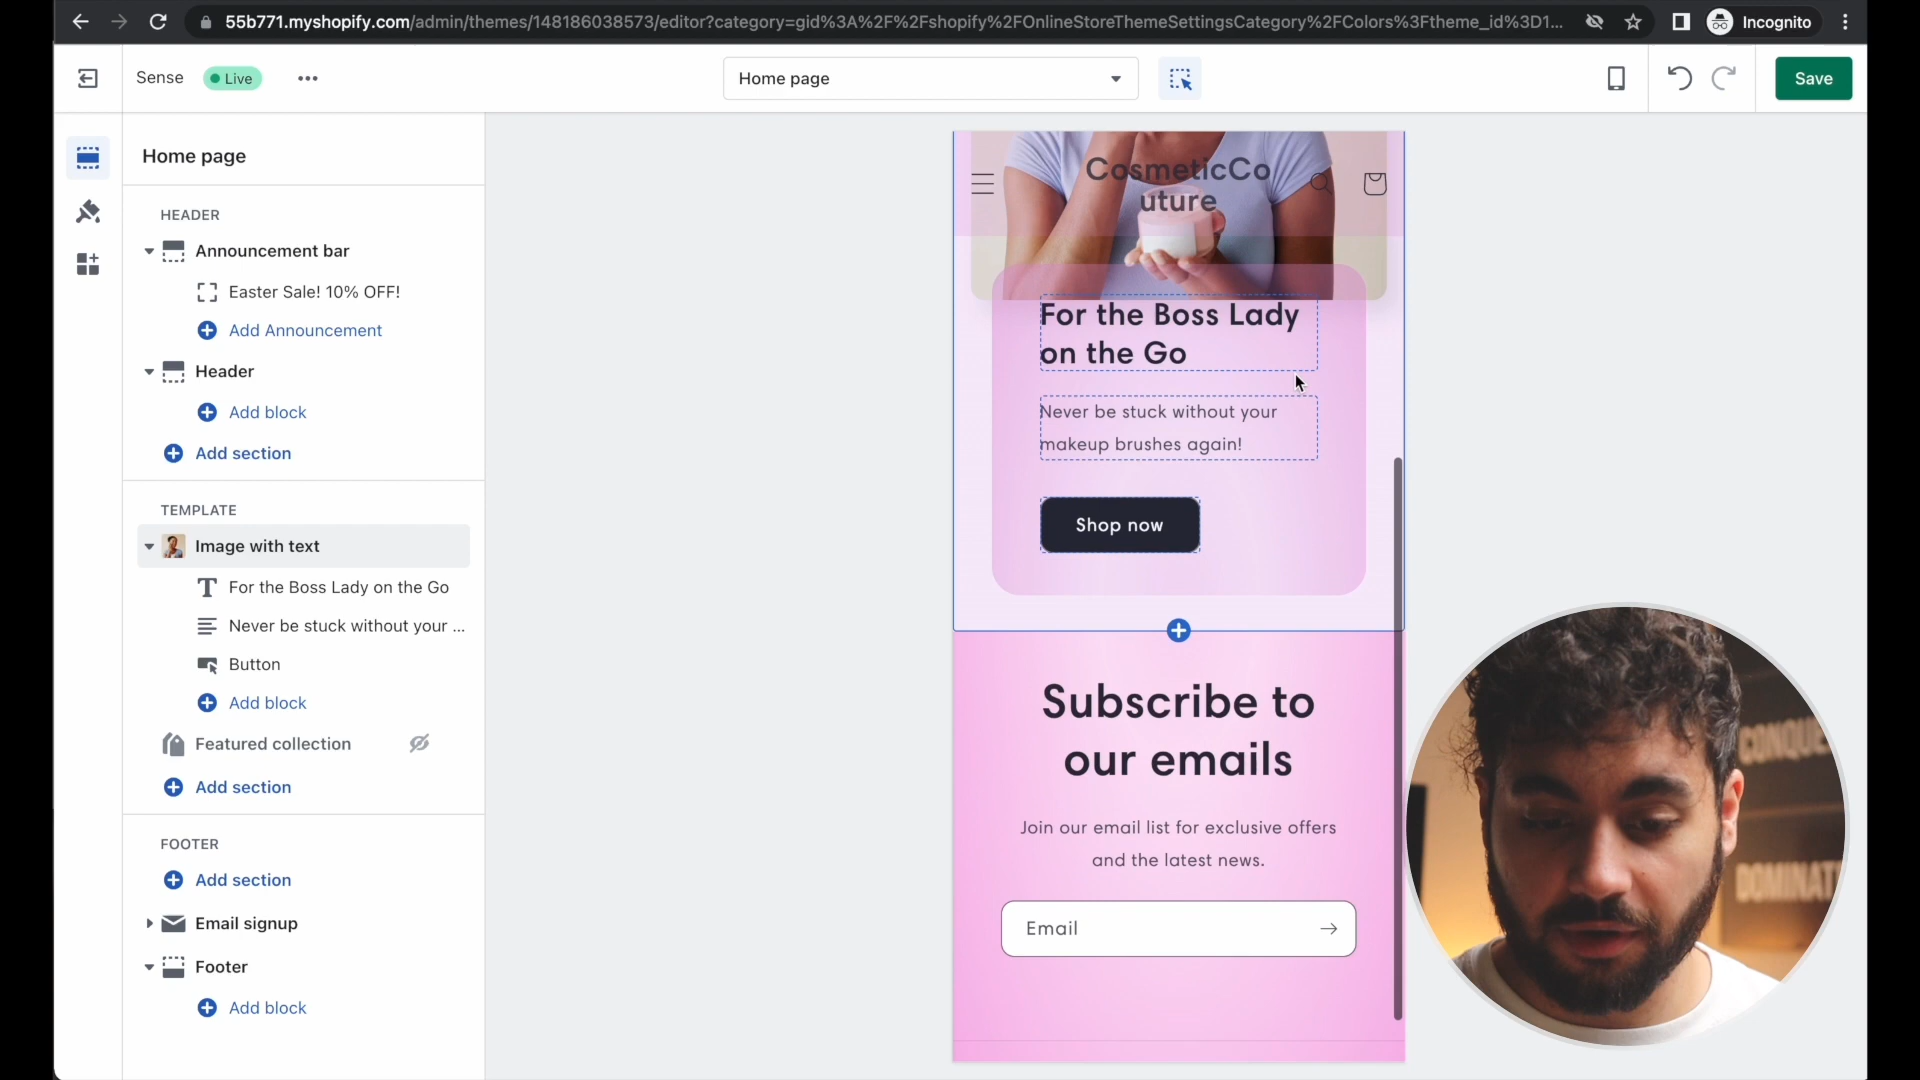 55b771.myshopify.com/admin/themes/148186038573/editor?category=gid%3A%2F%2Fshopify%2FOnlineStoreThemeSettingsCategory%2FColors%3Ftheme_id%3D1...
Incognito
Sense
Live
Home page
Save
Home page
HEADER
Announcement bar
Easter Sale! 10% OFF!
Add Announcement
Header
Add block
Add section
TEMPLATE
Image with text
For the Boss Lady on the Go
Never be stuck without your ...
Button
Add block
Featured collection
Add section
FOOTER
Add section
Email signup
Footer
Add block
CosmeticCo
uture
For the Boss Lady
on the Go
Never be stuck without your
makeup brushes again!
Shop now
Subscribe to
our emails
Join our email list for exclusive offers
and the latest news.
Email